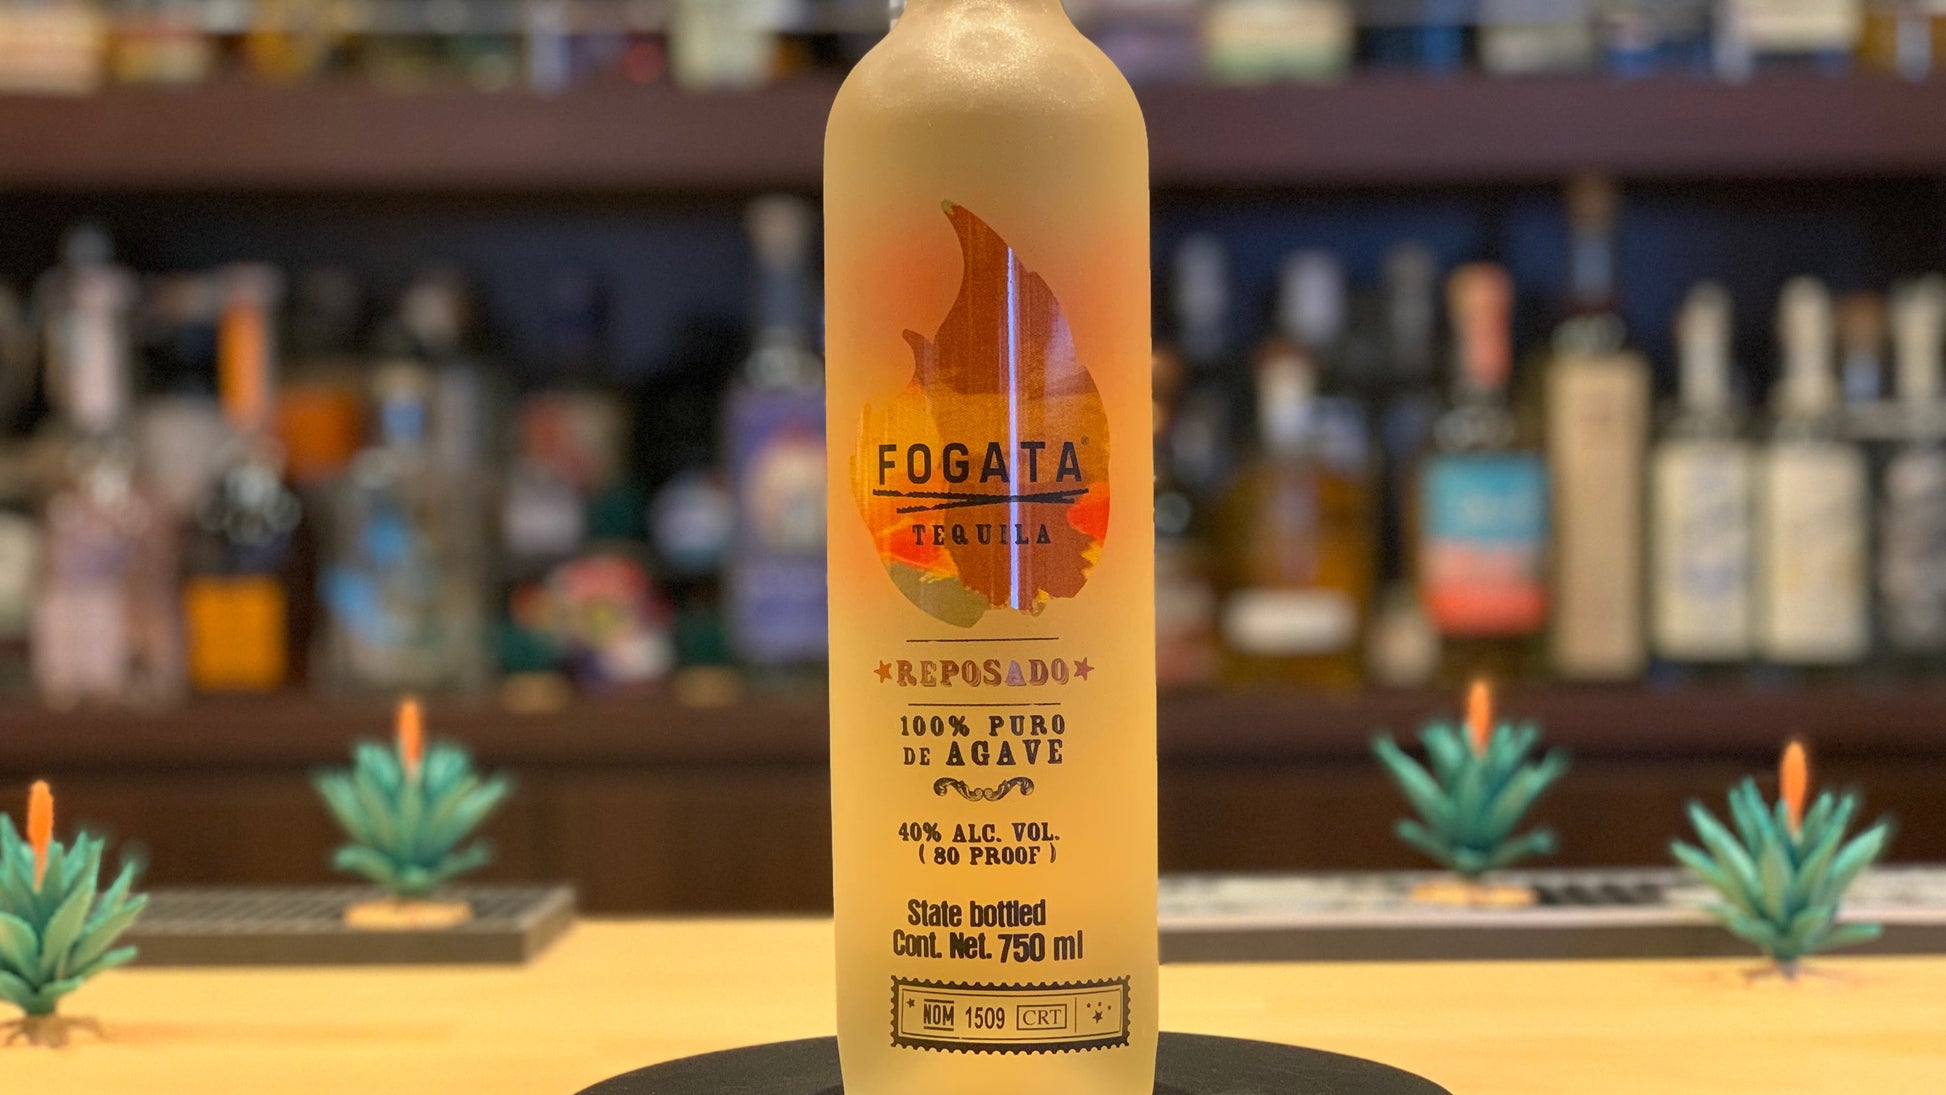 FOGATA®
TEQUILA
★REPOSADO★
100% PURO
DE AGAVE
40% ALC. VOL.
( 80 PROOF )
State bottled
Cont. Net. 750 ml
NOM 1509 CRT